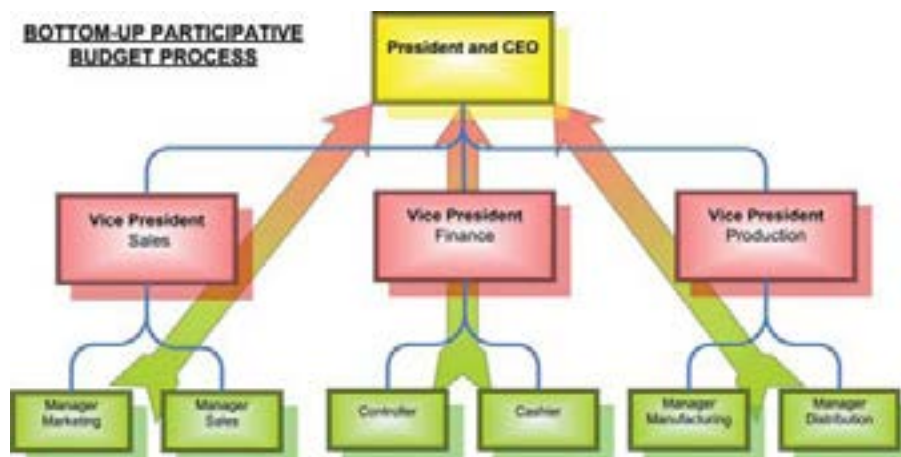 BOTTOM-UP PARTICIPATIVE
BUDGET PROCESS
President and CEO
Vice President
Sales
Vice President
Finance
Vice President
Production
Manager
Marketing
Manager
Sales
Controller
Cashier
Manager
Manufacturing
Manager
Distribution